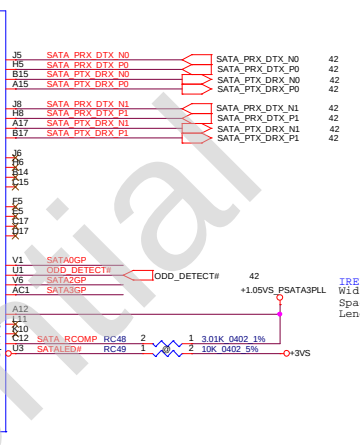 J5 SATA_PRX_DTX_N0 SATA_PRX_DTX_N0 42
H5 SATA_PRX_DTX_P0 SATA_PRX_DTX_P0 42
B15 SATA_PTX_DRX_N0 SATA_PTX_DRX_N0 42
A15 SATA_PTX_DRX_P0 SATA_PTX_DRX_P0 42
J8 SATA_PRX_DTX_N1 SATA_PRX_DTX_N1 42
H8 SATA_PRX_DTX_P1 SATA_PRX_DTX_P1 42
A17 SATA_PTX_DRX_N1 SATA_PTX_DRX_N1 42
B17 SATA_PTX_DRX_P1 SATA_PTX_DRX_P1 42
J6
H6
B14
C15
F5
E5
C17
D17
V1 SATA0GP
U1 ODD_DETECT# ODD_DETECT# 42
V6 SATA2GP
AC1 SATA3GP
+1.05VS_PSATA3PLL
IRE
Wid
Spa
Len
A12
L11
K10
C12 SATA_RCOMP RC48 2 1 3.01K_0402_1%
U3 SATALED# RC49 1 2 10K_0402_5% +3VS
@
ntial